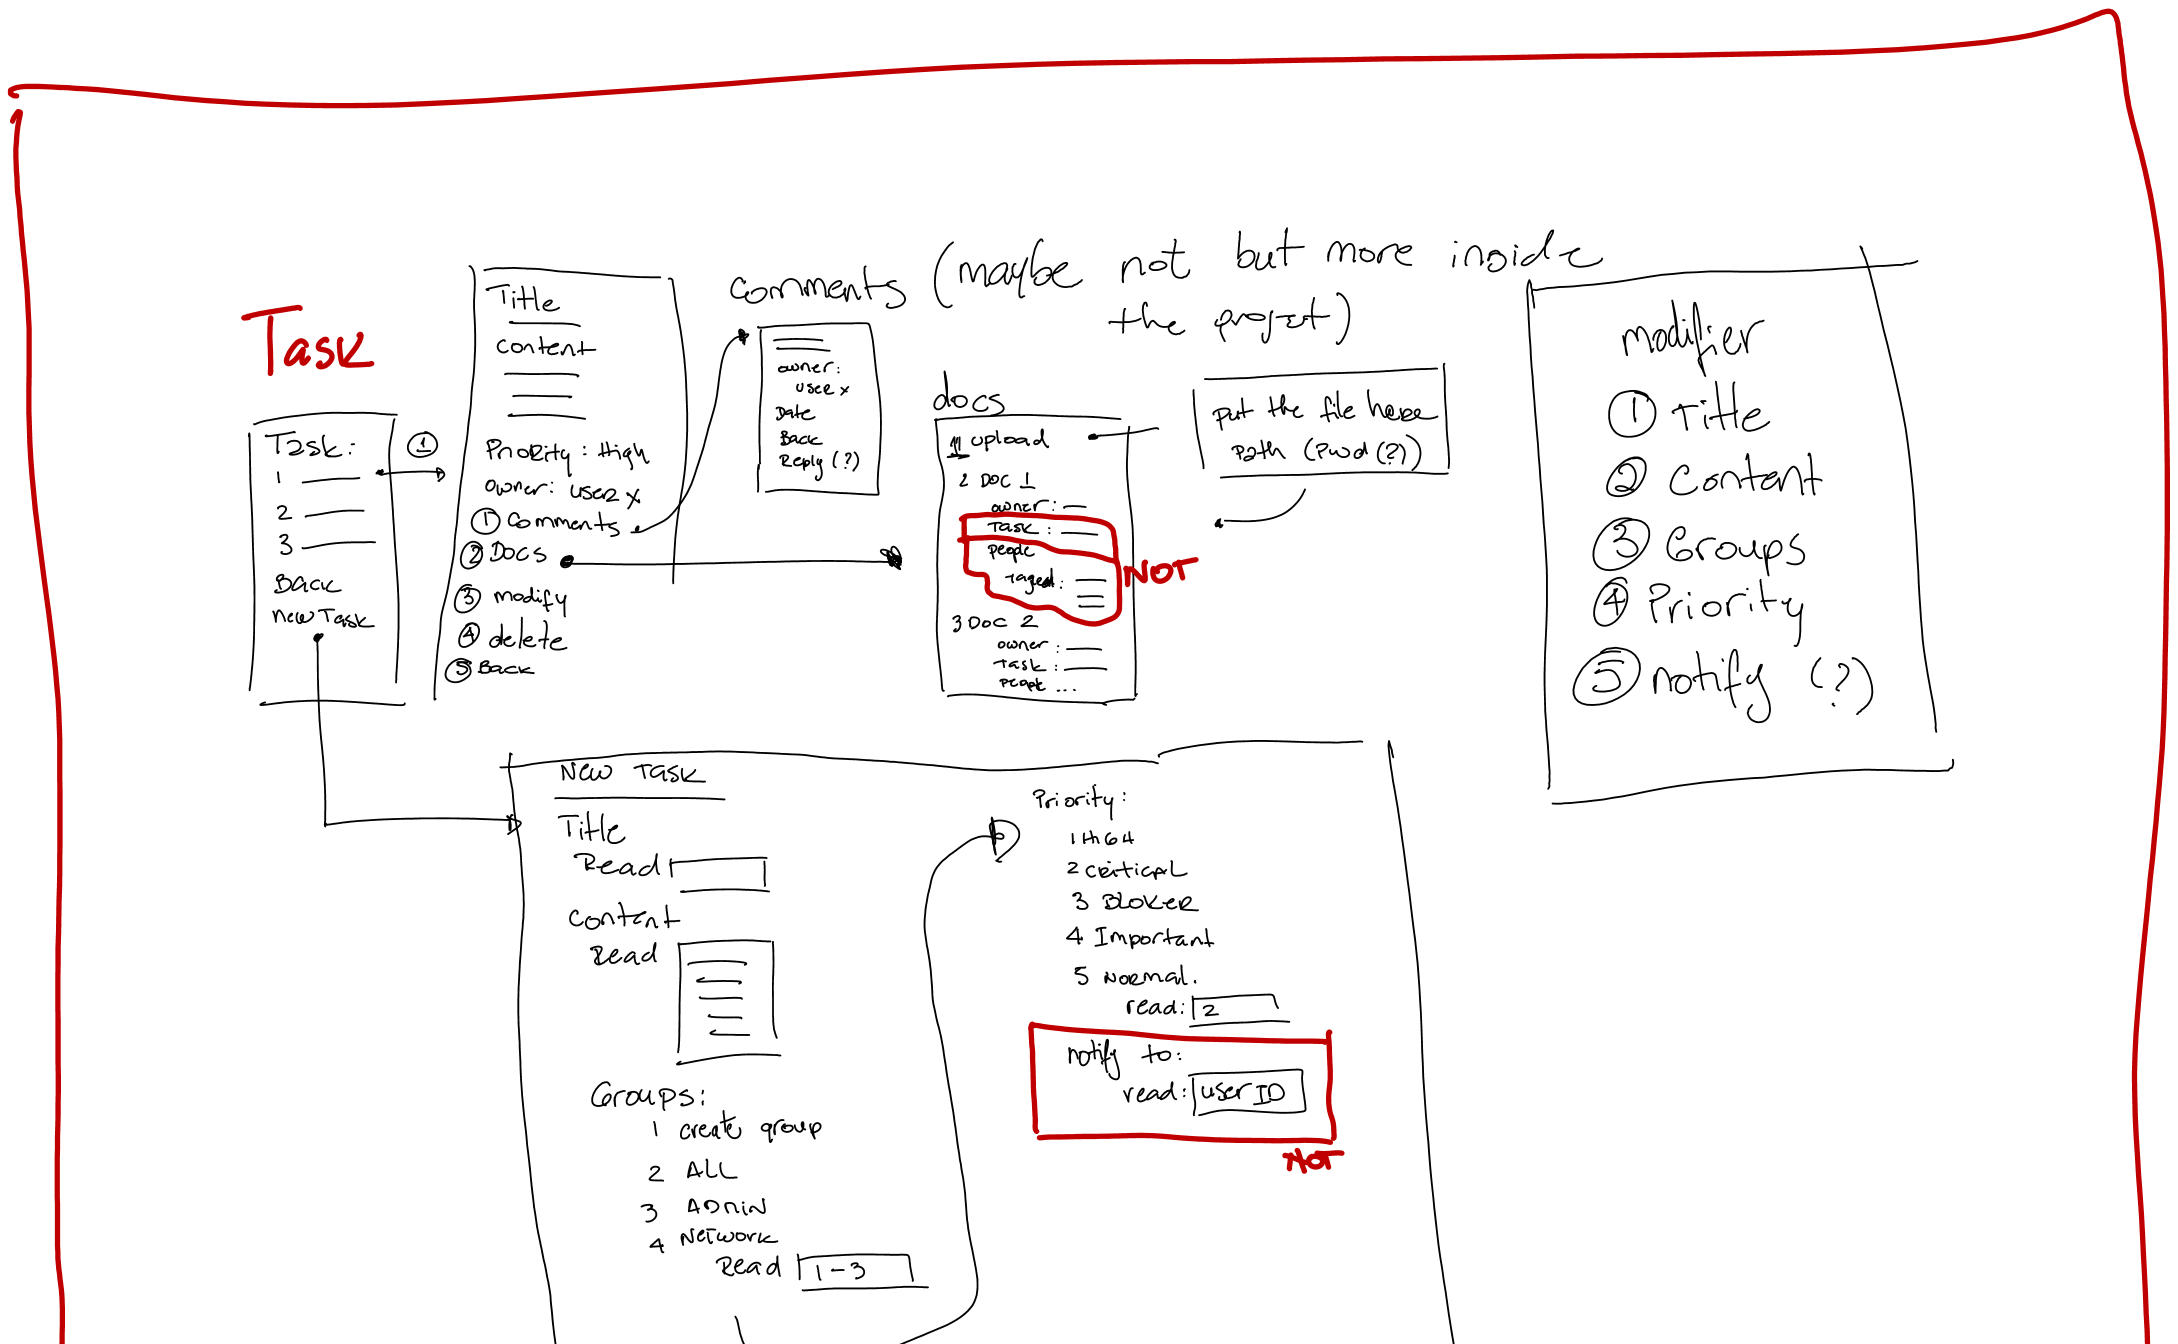 Task
Task:
1
2
3
Back
new Task
1
Title
content
Priority : High
owner: user x
1 Comments
2 Docs
3 modify
4 delete
5 Back
comments (maybe not but more inside
the project)
owner:
user x
Date
Back
Reply (?)
docs
1 upload
2 Doc 1
owner :
Task :
people
Taged :
NOT
3 Doc 2
owner :
Task :
people ...
put the file here
path (pwd (?))
modifier
1 Title
2 Content
3 Groups
4 Priority
5 notify (?)
New Task
Title
Read
Content
Read
Groups:
1 create group
2 ALL
3 ADMIN
4 Network
Read 1-3
Priority:
2 critical
3 Bloker
4 Important
5 Normal.
read: 2
notify to:
read: user ID
NOT